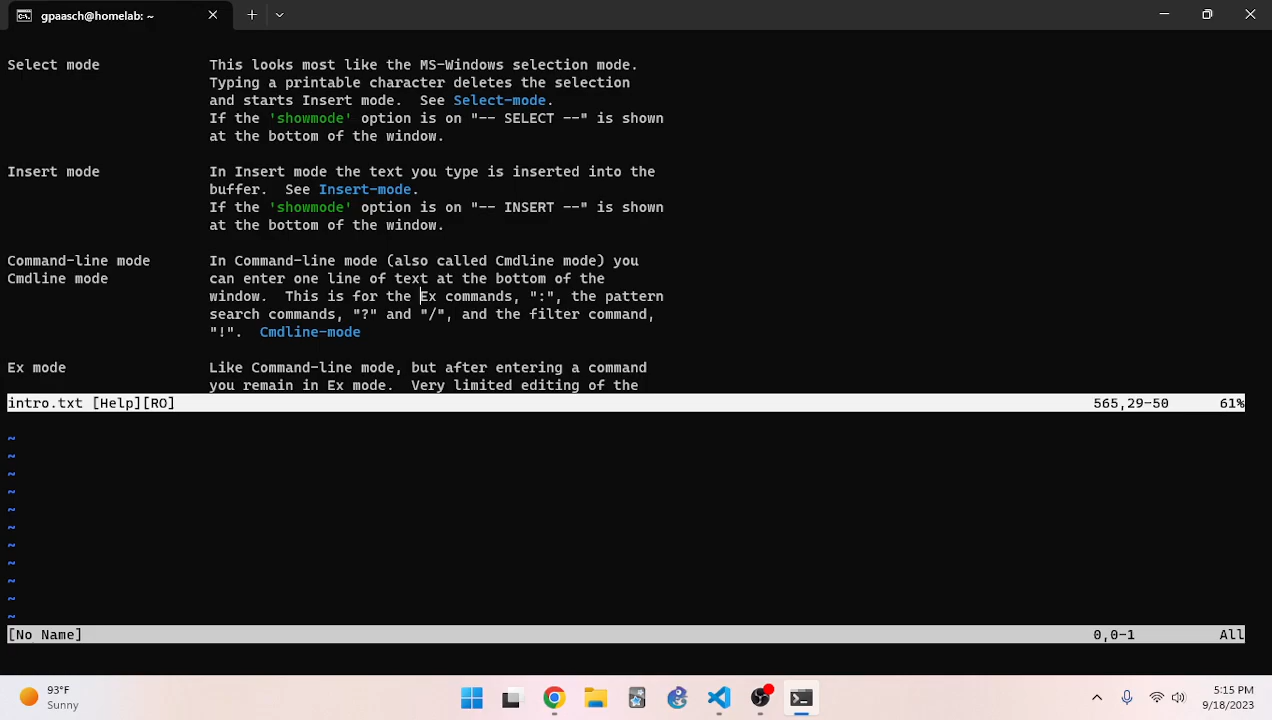 gpaasch@homelab: ~
Select mode This looks most like the MS-Windows selection mode.
Typing a printable character deletes the selection
and starts Insert mode. See Select-mode.
If the 'showmode' option is on "-- SELECT --" is shown
at the bottom of the window.
Insert mode In Insert mode the text you type is inserted into the
buffer. See Insert-mode.
If the 'showmode' option is on "-- INSERT --" is shown
at the bottom of the window.
Command-line mode In Command-line mode (also called Cmdline mode) you
Cmdline mode can enter one line of text at the bottom of the
window. This is for the Ex commands, ":", the pattern
search commands, "?" and "/", and the filter command,
"!". Cmdline-mode
Ex mode Like Command-line mode, but after entering a command
you remain in Ex mode. Very limited editing of the
intro.txt [Help][RO] 565,29-50 61%
~
~
~
~
~
~
~
~
~
~
~
[No Name] 0,0-1 All
93°F
Sunny
5:15 PM
9/18/2023